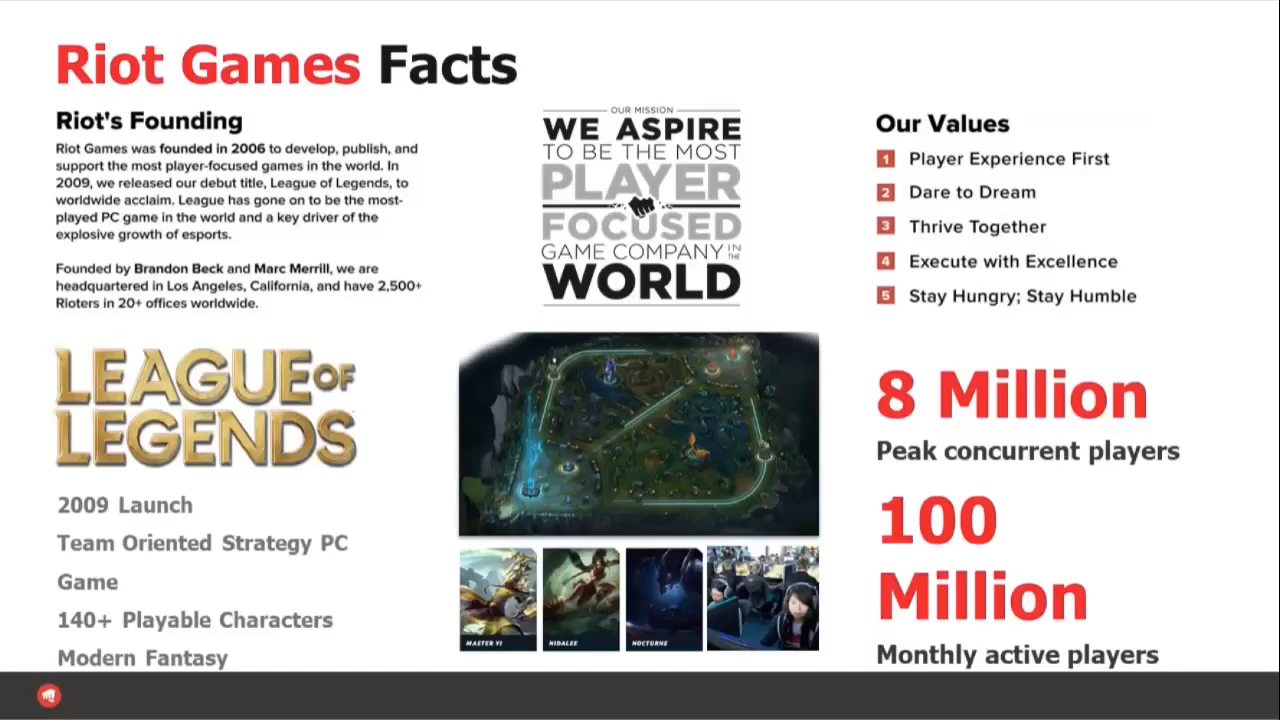 Riot Games Facts
Riot's Founding
Riot Games was founded in 2006 to develop, publish, and
support the most player-focused games in the world. In
2009, we released our debut title, League of Legends, to
worldwide acclaim. League has gone on to be the most-
played PC game in the world and a key driver of the
explosive growth of esports.
Founded by Brandon Beck and Marc Merrill, we are
headquartered in Los Angeles, California, and have 2,500+
Rioters in 20+ offices worldwide.
OUR MISSION
WE ASPIRE
TO BE THE MOST
PLAYER
FOCUSED
GAME COMPANY IN THE
WORLD
Our Values
1 Player Experience First
2 Dare to Dream
3 Thrive Together
4 Execute with Excellence
5 Stay Hungry; Stay Humble
LEAGUE OF
LEGENDS
2009 Launch
Team Oriented Strategy PC
Game
140+ Playable Characters
Modern Fantasy
MASTER YI
NIDALEE
NOCTURNE
8 Million
Peak concurrent players
100
Million
Monthly active players